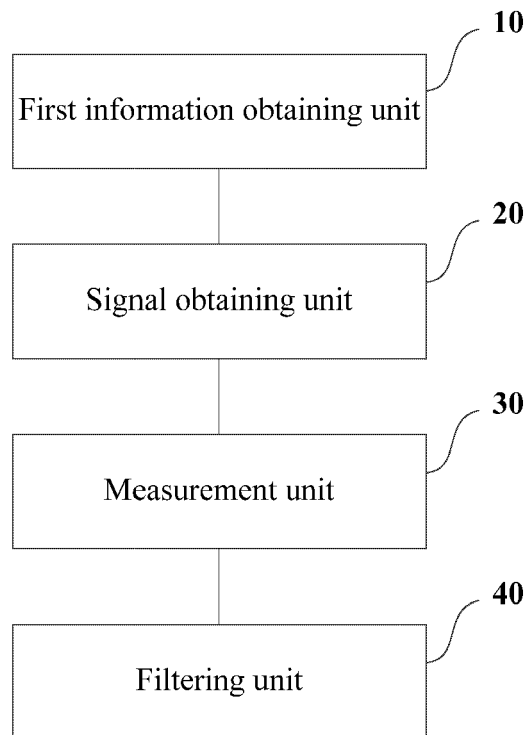 10
First information obtaining unit
20
Signal obtaining unit
30
Measurement unit
40
Filtering unit